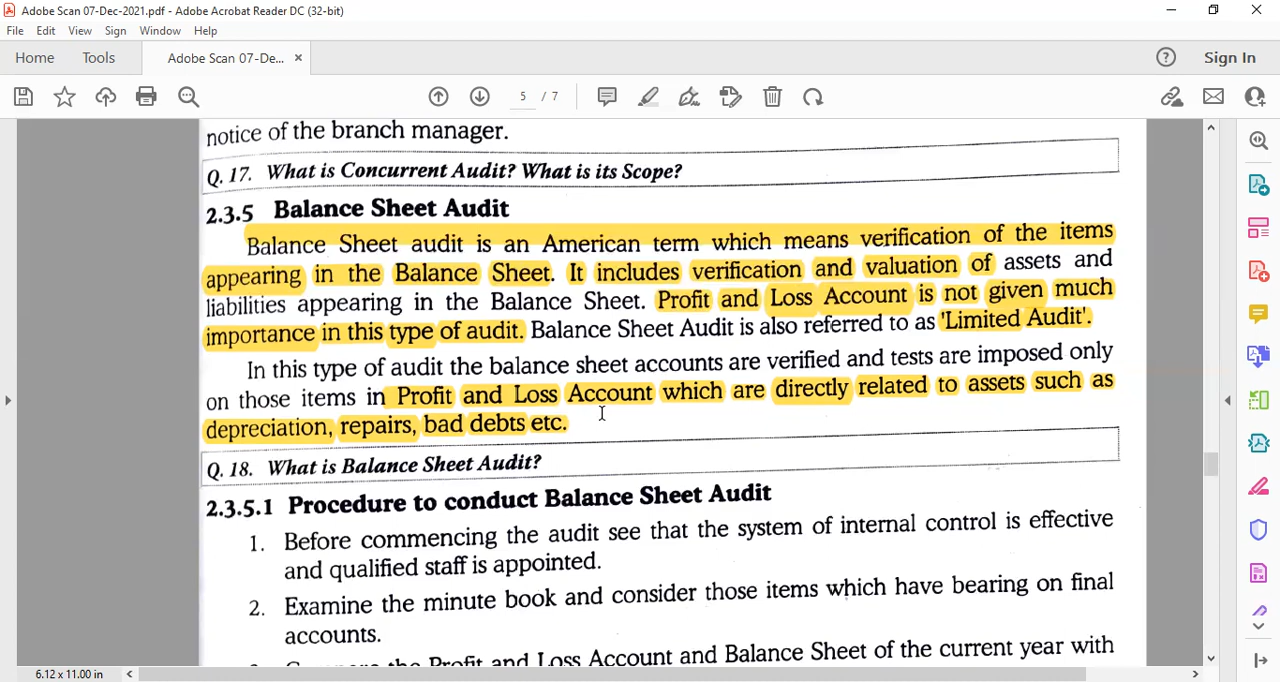 Adobe Scan 07-Dec-2021.pdf - Adobe Acrobat Reader DC (32-bit)
File Edit View Sign Window Help
Home Tools Adobe Scan 07-De... × Sign In
5 / 7
notice of the branch manager.
Q. 17. What is Concurrent Audit? What is its Scope?
2.3.5 Balance Sheet Audit
Balance Sheet audit is an American term which means verification of the items
appearing in the Balance Sheet. It includes verification and valuation of assets and
liabilities appearing in the Balance Sheet. Profit and Loss Account is not given much
importance in this type of audit. Balance Sheet Audit is also referred to as 'Limited Audit'.
In this type of audit the balance sheet accounts are verified and tests are imposed only
on those items in Profit and Loss Account which are directly related to assets such as
depreciation, repairs, bad debts etc.
Q. 18. What is Balance Sheet Audit?
2.3.5.1 Procedure to conduct Balance Sheet Audit
1. Before commencing the audit see that the system of internal control is effective
and qualified staff is appointed.
2. Examine the minute book and consider those items which have bearing on final
accounts.
the Profit and Loss Account and Balance Sheet of the current year with
6.12 x 11.00 in